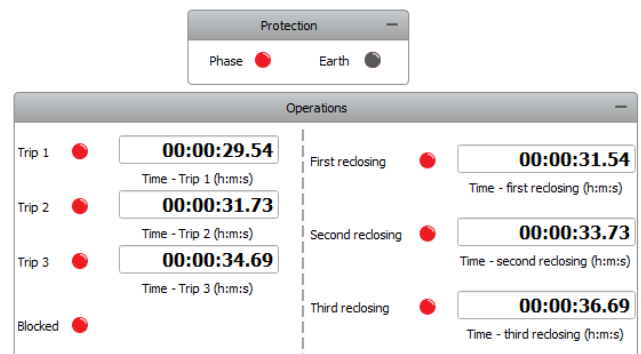 Protection
Phase
Earth
Operations
Trip 1
00:00:29.54
Time - Trip 1 (h:m:s)
Trip 2
00:00:31.73
Time - Trip 2 (h:m:s)
Trip 3
00:00:34.69
Time - Trip 3 (h:m:s)
Blocked
First reclosing
00:00:31.54
Time - first reclosing (h:m:s)
Second reclosing
00:00:33.73
Time - second reclosing (h:m:s)
Third reclosing
00:00:36.69
Time - third reclosing (h:m:s)